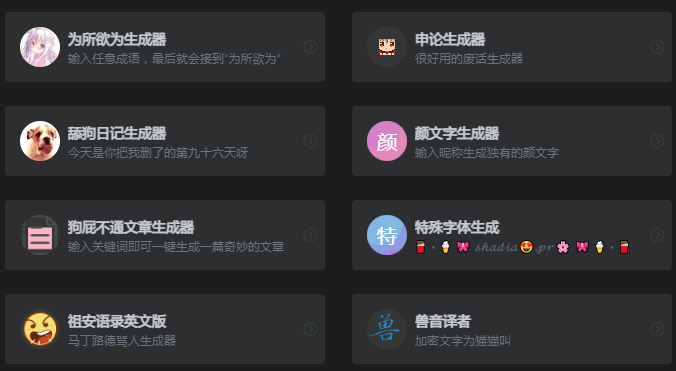 为所欲为生成器
输入任意成语，最后就会接到“为所欲为”
申论生成器
很好用的废话生成器
舔狗日记生成器
今天是你把我删了的第九十六天呀
颜
颜文字生成器
输入昵称生成独有的颜文字
狗屁不通文章生成器
输入关键词即可一键生成一篇奇妙的文章
特
特殊字体生成
🧧·🍦🎀 𝓼𝓱𝓪𝓭𝓲𝓪🤩.𝓹𝓻🌸 🎀🍦·🧧
祖安语录英文版
马丁路德骂人生成器
兽
兽音译者
加密文字为猫猫叫